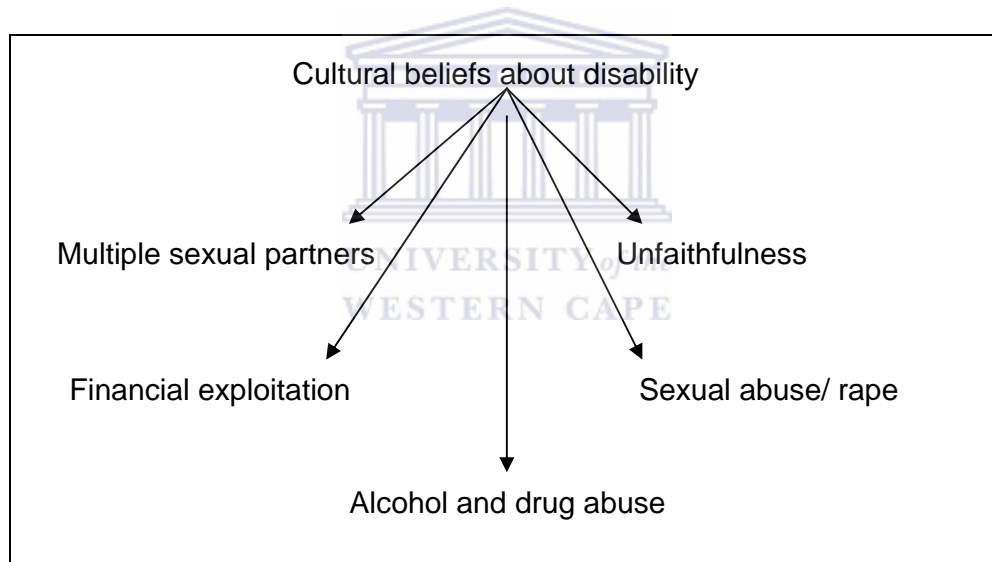 Cultural beliefs about disability
Multiple sexual partners
Unfaithfulness
UNIVERSITY of the
WESTERN CAPE
Financial exploitation
Sexual abuse/ rape
Alcohol and drug abuse